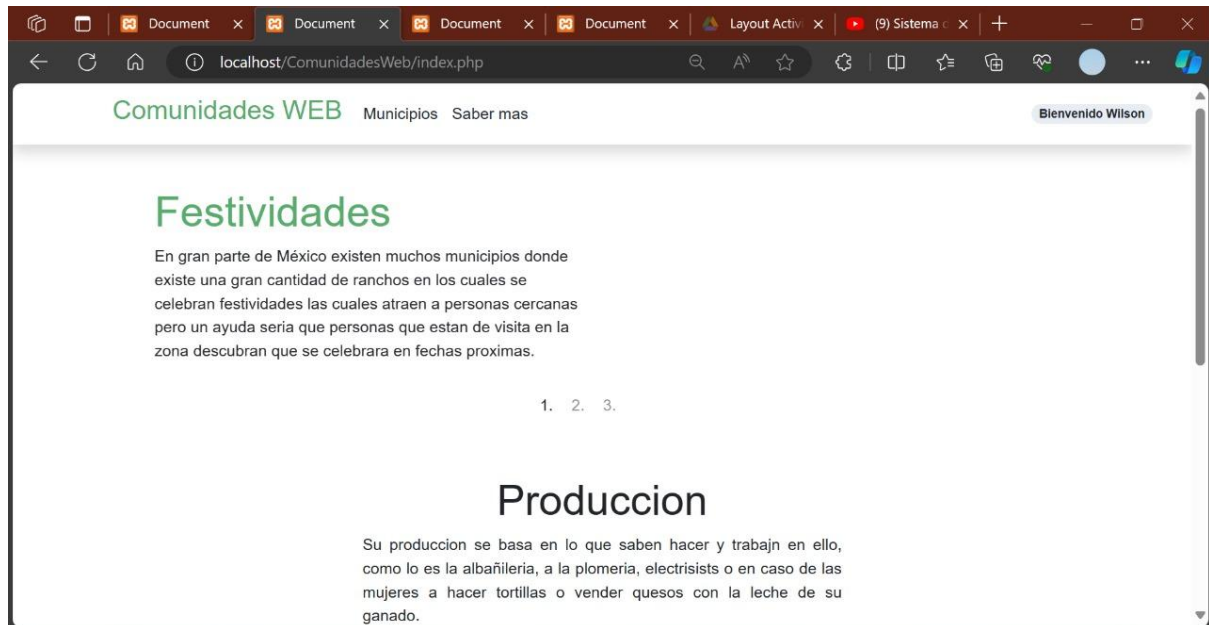 Document
Document
Document
Document
Layout Activi
(9) Sistema
localhost/ComunidadesWeb/index.php
Comunidades WEB
Municipios
Saber mas
Bienvenido Wilson
Festividades
En gran parte de México existen muchos municipios donde
existe una gran cantidad de ranchos en los cuales se
celebran festividades las cuales atraen a personas cercanas
pero un ayuda seria que personas que estan de visita en la
zona descubran que se celebrara en fechas proximas.
1. 2. 3.
Produccion
Su produccion se basa en lo que saben hacer y trabajn en ello,
como lo es la albañileria, a la plomeria, electrisists o en caso de las
mujeres a hacer tortillas o vender quesos con la leche de su
ganado.